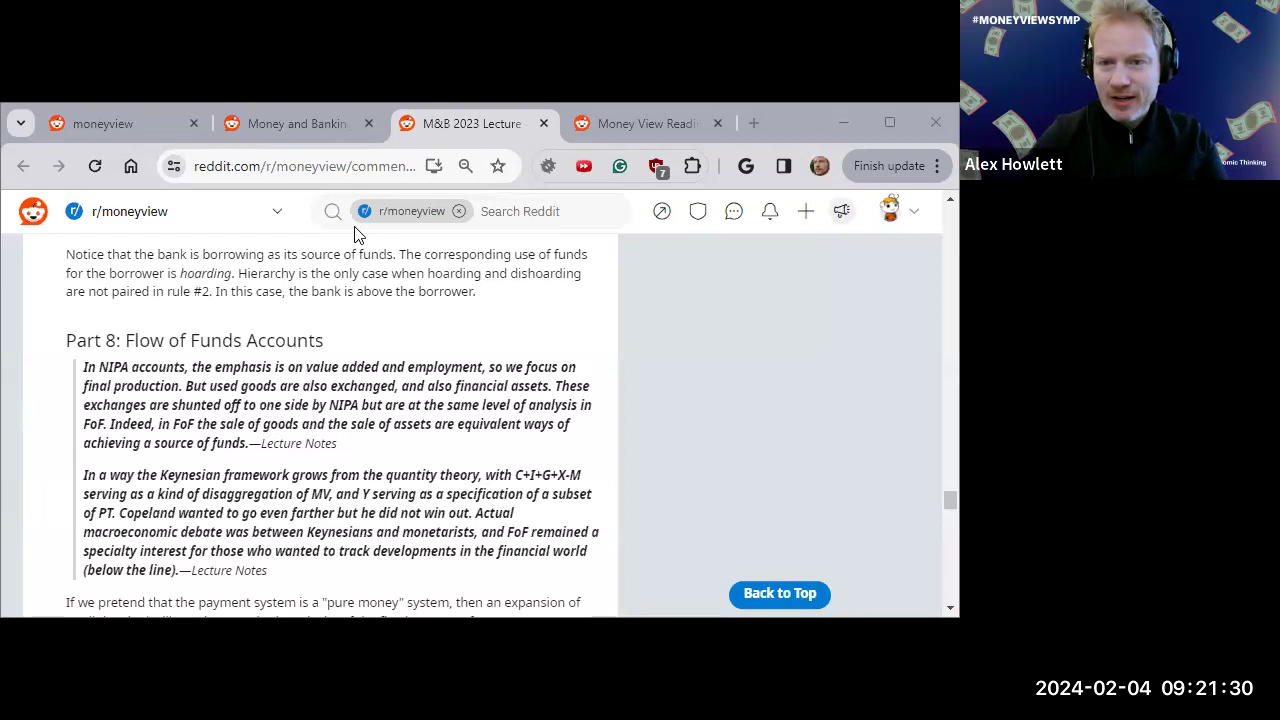 #MONEYVIEWSYMP
omic Thinking
Alex Howlett
moneyview
Money and Bankin
M&B 2023 Lecture
Money View Readi
reddit.com/r/moneyview/commen...
7
Finish update
r/ r/moneyview
r/ r/moneyview Search Reddit
Notice that the bank is borrowing as its source of funds. The corresponding use of funds
for the borrower is hoarding. Hierarchy is the only case when hoarding and dishoarding
are not paired in rule #2. In this case, the bank is above the borrower.
Part 8: Flow of Funds Accounts
In NIPA accounts, the emphasis is on value added and employment, so we focus on
final production. But used goods are also exchanged, and also financial assets. These
exchanges are shunted off to one side by NIPA but are at the same level of analysis in
FoF. Indeed, in FoF the sale of goods and the sale of assets are equivalent ways of
achieving a source of funds.—Lecture Notes
In a way the Keynesian framework grows from the quantity theory, with C+I+G+X-M
serving as a kind of disaggregation of MV, and Y serving as a specification of a subset
of PT. Copeland wanted to go even farther but he did not win out. Actual
macroeconomic debate was between Keynesians and monetarists, and FoF remained a
specialty interest for those who wanted to track developments in the financial world
(below the line).—Lecture Notes
If we pretend that the payment system is a "pure money" system, then an expansion of
Back to Top
2024-02-04 09:21:30